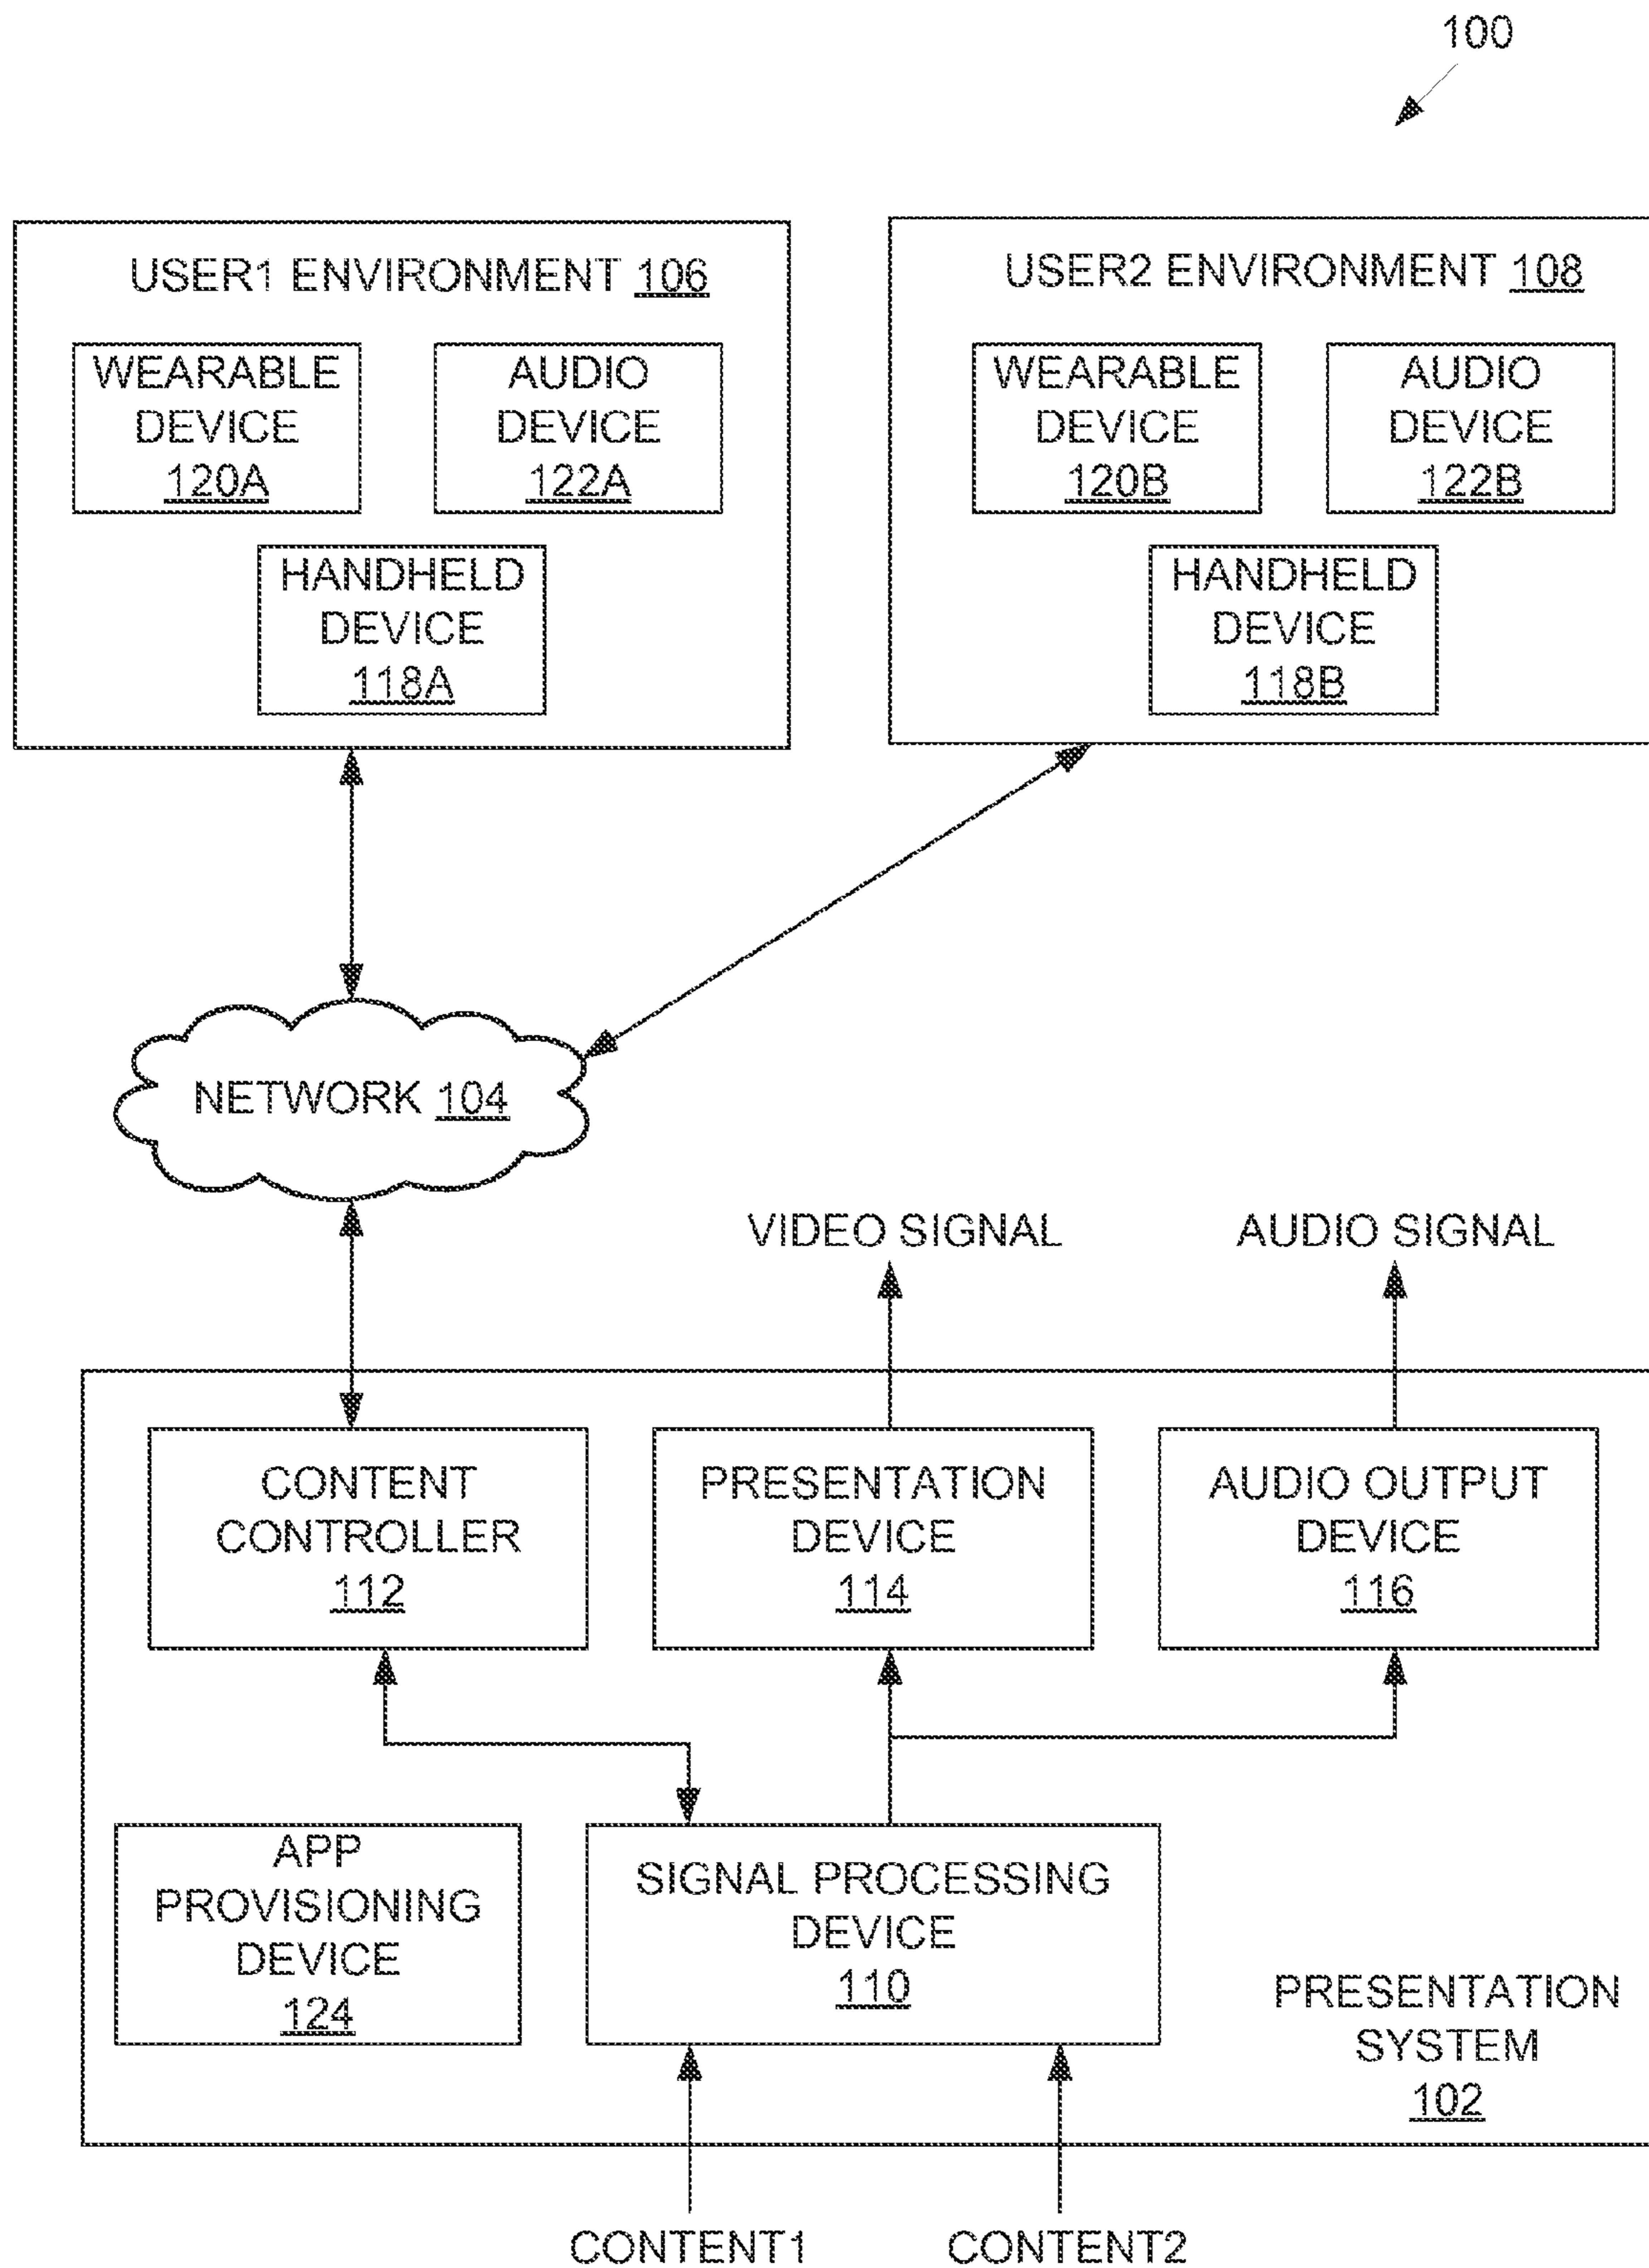 100
USER1 ENVIRONMENT 106
WEARABLE
DEVICE
120A
AUDIO
DEVICE
122A
HANDHELD
DEVICE
118A
USER2 ENVIRONMENT 108
WEARABLE
DEVICE
120B
AUDIO
DEVICE
122B
HANDHELD
DEVICE
118B
NETWORK 104
VIDEO SIGNAL
AUDIO SIGNAL
CONTENT
CONTROLLER
112
PRESENTATION
DEVICE
114
AUDIO OUTPUT
DEVICE
116
APP
PROVISIONING
DEVICE
124
SIGNAL PROCESSING
DEVICE
110
PRESENTATION
SYSTEM
102
CONTENT1
CONTENT2